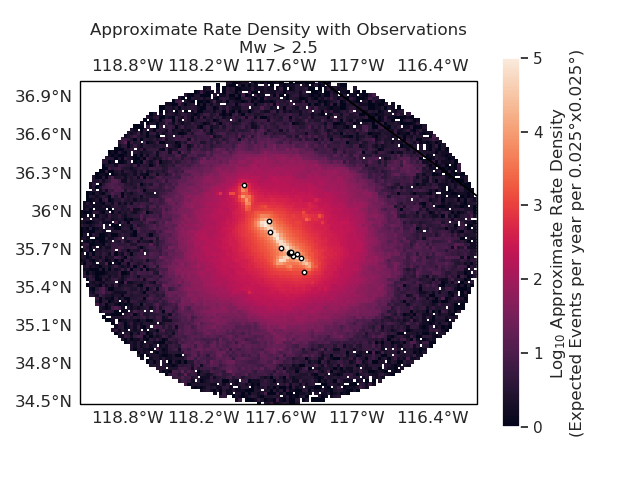 Approximate Rate Density with Observations
Mw > 2.5
118.8°W 118.2°W 117.6°W 117°W 116.4°W
36.9°N
36.6°N
36.3°N
36°N
35.7°N
35.4°N
35.1°N
34.8°N
34.5°N
118.8°W 118.2°W 117.6°W 117°W 116.4°W
5
4
3
2
1
0
Log₁₀ Approximate Rate Density
(Expected Events per year per 0.025°x0.025°)